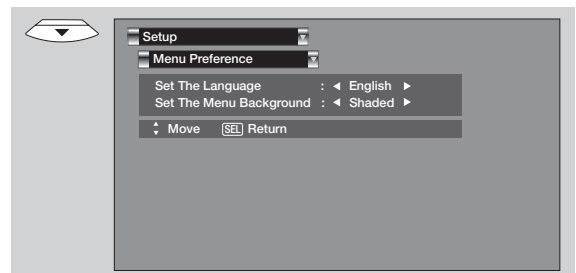 Setup
Menu Preference
Set The Language : ◄ English ►
Set The Menu Background : ◄ Shaded ►
Move SEL Return